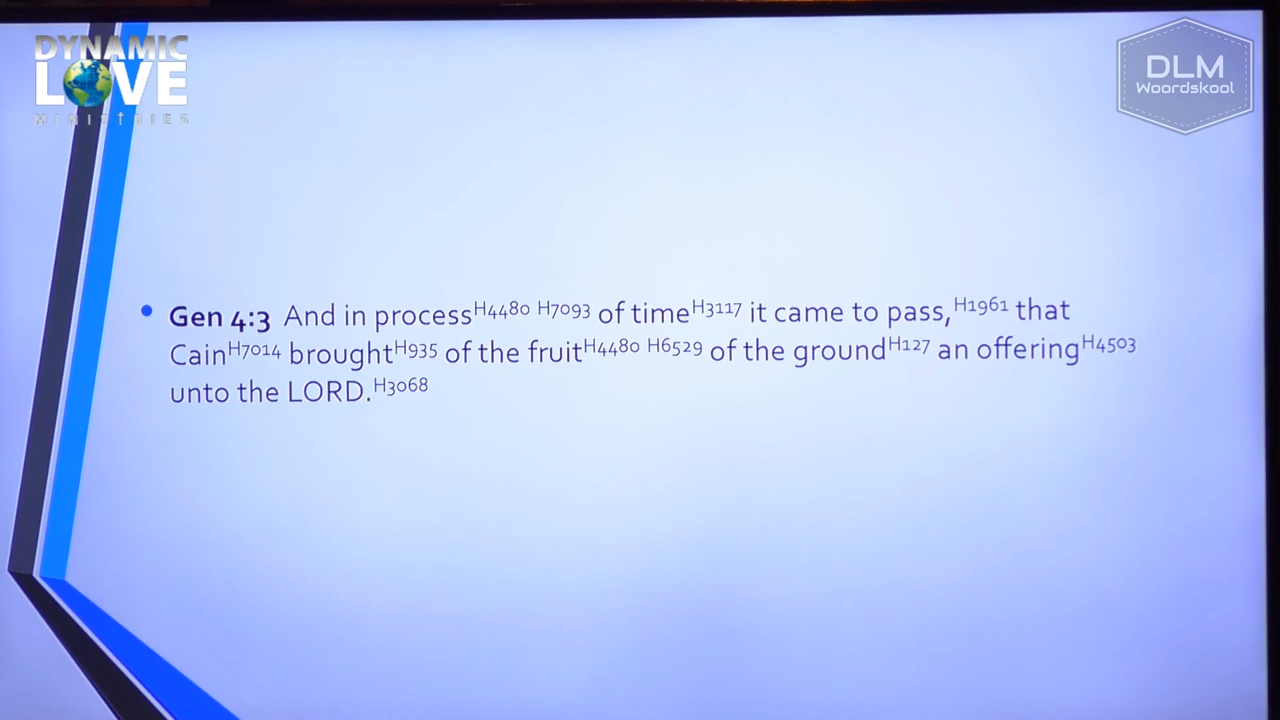 DYNAMIC
LOVE
MINISTRIES
DLM
Woordskool
• Gen 4:3 And in processH4480 H7093 of timeH3117 it came to pass,H1961 that
CainH7014 broughtH935 of the fruitH4480 H6529 of the groundH127 an offeringH4503
unto the LORD.H3068